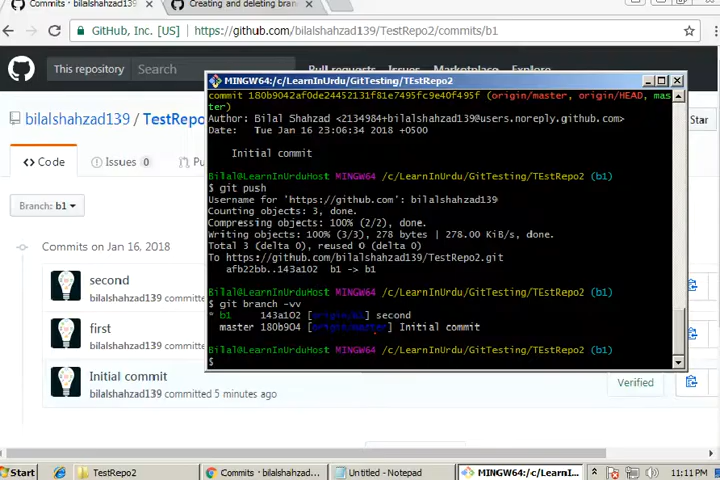 Commits · bilalshahzad139
Creating and deleting bran
GitHub, Inc. [US]
https://github.com/bilalshahzad139/TestRepo2/commits/b1
This repository
Search
Pull requests Issues Marketplace Explore
bilalshahzad139 / TestRepo
Star
Code
Issues 0
Pu
Branch: b1
Commits on Jan 16, 2018
second
bilalshahzad139 committed
first
bilalshahzad139 committed
Initial commit
bilalshahzad139 committed 5 minutes ago
Verified
MINGW64:/c/LearnInUrdu/GitTesting/TEstRepo2
commit 180b9042af0de24452131f81e7495fc9e40f495f (origin/master, origin/HEAD, mas
ter)
Author: Bilal Shahzad <2134984+bilalshahzad139@users.noreply.github.com>
Date: Tue Jan 16 23:06:34 2018 +0500
Initial commit
Bilal@LearnInUrduHost MINGW64 /c/LearnInUrdu/GitTesting/TEstRepo2 (b1)
$ git push
Username for 'https://github.com': bilalshahzad139
Counting objects: 3, done.
Compressing objects: 100% (2/2), done.
Writing objects: 100% (3/3), 278 bytes | 278.00 KiB/s, done.
Total 3 (delta 0), reused 0 (delta 0)
To https://github.com/bilalshahzad139/TEstRepo2.git
afb22bb..143a102 b1 -> b1
Bilal@LearnInUrduHost MINGW64 /c/LearnInUrdu/GitTesting/TEstRepo2 (b1)
$ git branch -vv
* b1 143a102 [origin/b1] second
master 180b904 [origin/master] Initial commit
Bilal@LearnInUrduHost MINGW64 /c/LearnInUrdu/GitTesting/TEstRepo2 (b1)
$
Start
TestRepo2
Commits · bilalshahzad...
Untitled - Notepad
MINGW64:/c/LearnI...
11:11 PM